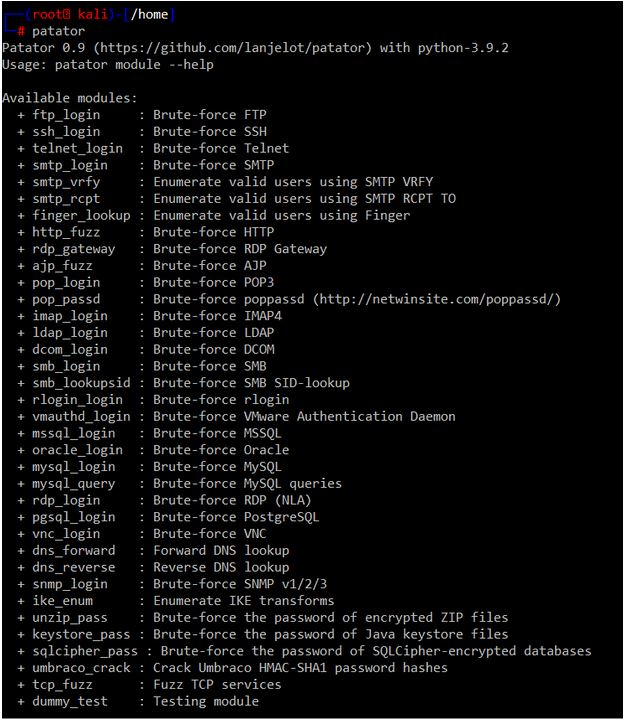 (root💀 kali)-[/home]
# patator
Patator 0.9 (https://github.com/lanjelot/patator) with python-3.9.2
Usage: patator module --help

Available modules:
+ ftp_login : Brute-force FTP
+ ssh_login : Brute-force SSH
+ telnet_login : Brute-force Telnet
+ smtp_login : Brute-force SMTP
+ smtp_vrfy : Enumerate valid users using SMTP VRFY
+ smtp_rcpt : Enumerate valid users using SMTP RCPT TO
+ finger_lookup : Enumerate valid users using Finger
+ http_fuzz : Brute-force HTTP
+ rdp_gateway : Brute-force RDP Gateway
+ ajp_fuzz : Brute-force AJP
+ pop_login : Brute-force POP3
+ pop_passd : Brute-force poppassd (http://netwinsite.com/poppassd/)
+ imap_login : Brute-force IMAP4
+ ldap_login : Brute-force LDAP
+ dcom_login : Brute-force DCOM
+ smb_login : Brute-force SMB
+ smb_lookupsid : Brute-force SMB SID-lookup
+ rlogin_login : Brute-force rlogin
+ vmauthd_login : Brute-force VMware Authentication Daemon
+ mssql_login : Brute-force MSSQL
+ oracle_login : Brute-force Oracle
+ mysql_login : Brute-force MySQL
+ mysql_query : Brute-force MySQL queries
+ rdp_login : Brute-force RDP (NLA)
+ pgsql_login : Brute-force PostgreSQL
+ vnc_login : Brute-force VNC
+ dns_forward : Forward DNS lookup
+ dns_reverse : Reverse DNS lookup
+ snmp_login : Brute-force SNMP v1/2/3
+ ike_enum : Enumerate IKE transforms
+ unzip_pass : Brute-force the password of encrypted ZIP files
+ keystore_pass : Brute-force the password of Java keystore files
+ sqlcipher_pass : Brute-force the password of SQLCipher-encrypted databases
+ umbraco_crack : Crack Umbraco HMAC-SHA1 password hashes
+ tcp_fuzz : Fuzz TCP services
+ dummy_test : Testing module